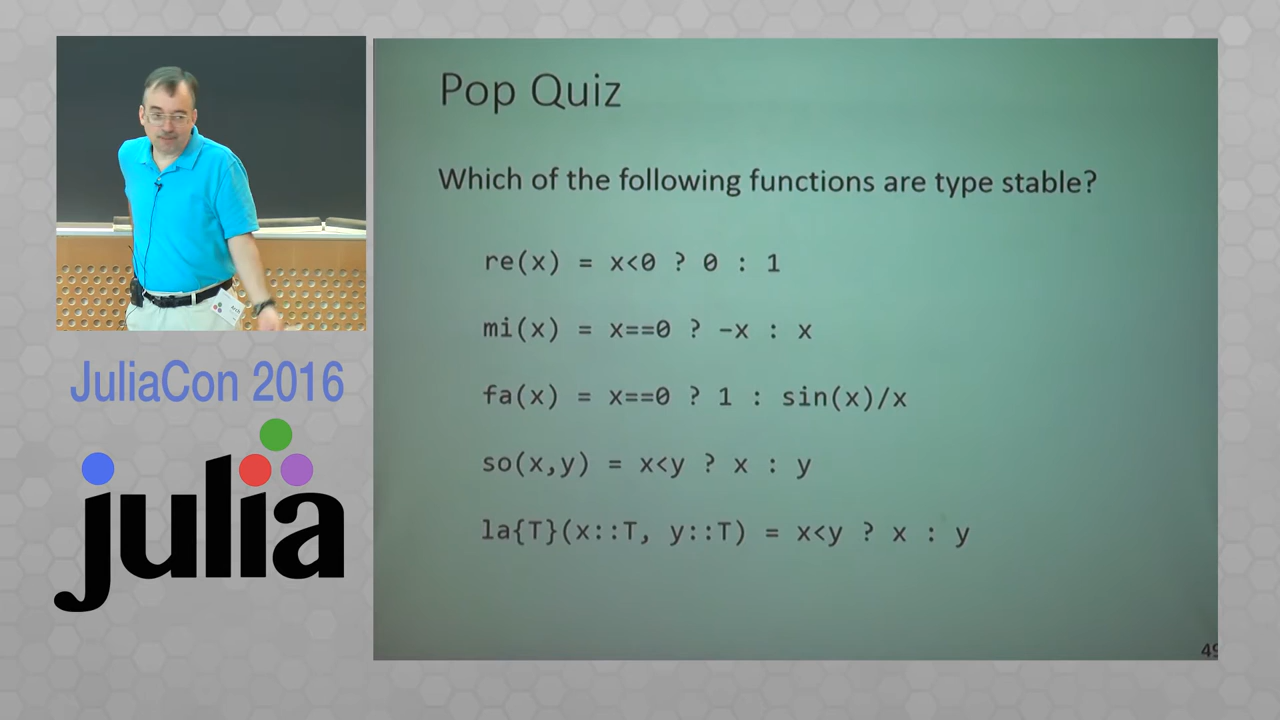 Pop Quiz
Which of the following functions are type stable?
re(x) = x<0 ? 0 : 1
mi(x) = x==0 ? -x : x
fa(x) = x==0 ? 1 : sin(x)/x
so(x,y) = x<y ? x : y
la{T}(x::T, y::T) = x<y ? x : y
49
JuliaCon 2016
julia